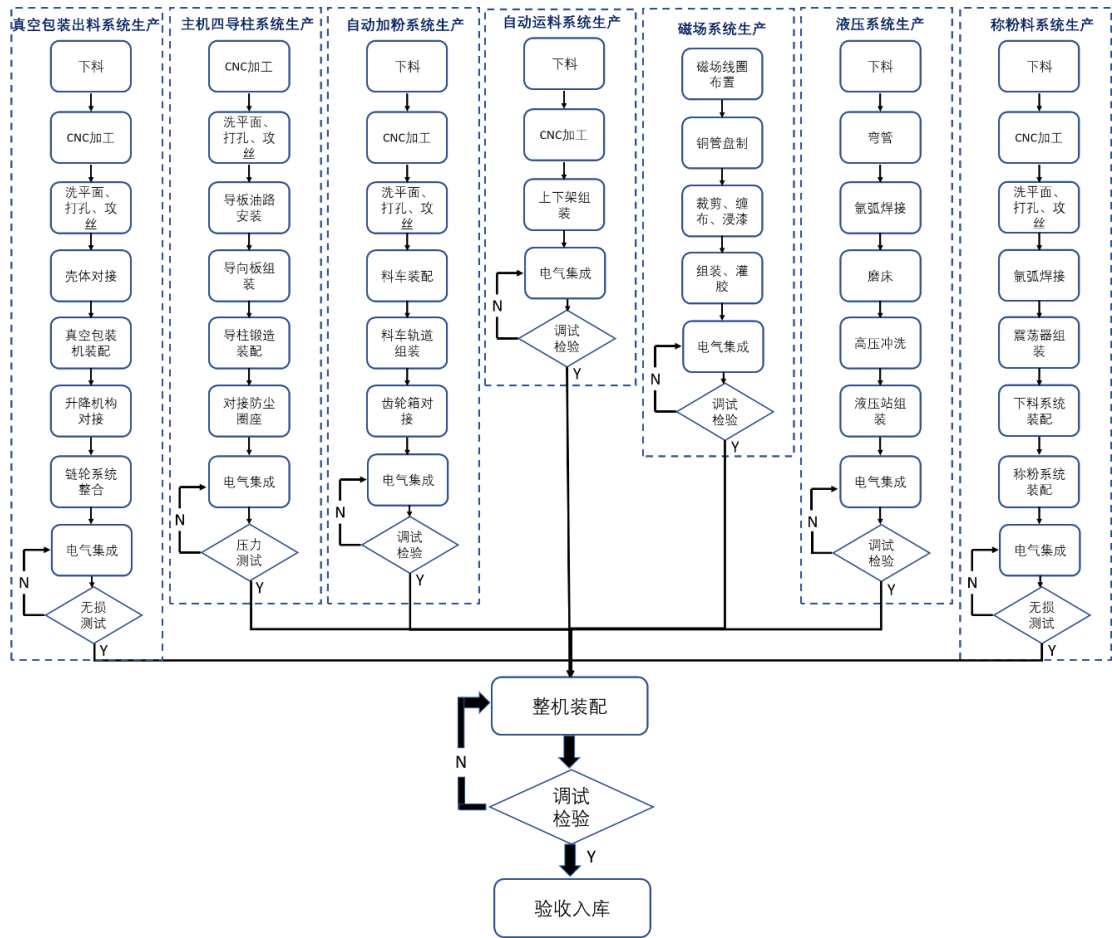 真空包装出料系统生产
下料
CNC加工
洗平面、
打孔、攻
丝
壳体对接
真空包装
机装配
升降机构
对接
链轮系统
整合
电气集成
N
无损
测试
Y
主机四导柱系统生产
CNC加工
洗平面、
打孔、攻
丝
导板油路
安装
导向板组
装
导柱锻造
装配
对接防尘
圈座
电气集成
N
压力
测试
Y
自动加粉系统生产
下料
CNC加工
洗平面、
打孔、攻丝
料车装配
料车轨道
组装
齿轮箱对
接
电气集成
N
调试
检验
Y
自动运料系统生产
下料
CNC加工
上下架组
装
电气集成
N
调试
检验
Y
磁场系统生产
磁场线圈
布置
铜管盘制
裁剪、缠
布、浸漆
组装、灌
胶
电气集成
N
调试
检验
Y
液压系统生产
下料
弯管
氩弧焊接
磨床
高压冲洗
液压站组
装
电气集成
N
调试
检验
Y
称粉料系统生产
下料
CNC加工
洗平面、
打孔、攻丝
氩弧焊接
震荡器组
装
下料系统
装配
称粉系统
装配
电气集成
N
无损
测试
Y
整机装配
N
调试
检验
Y
验收入库